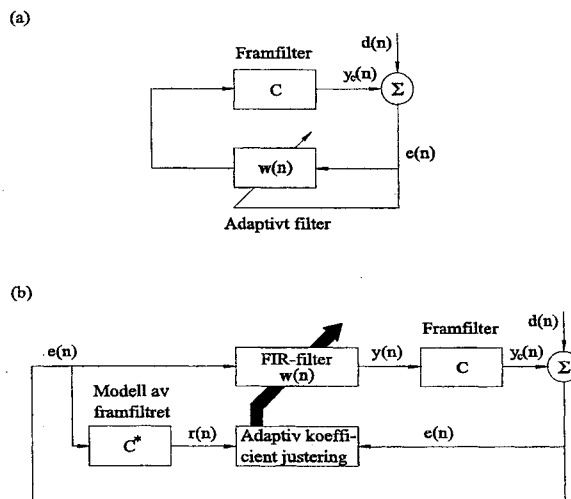 (a)
d(n)
Framfilter
C
y_c(n)
Σ
w(n)
e(n)
Adaptivt filter
(b)
d(n)
Framfilter
e(n)
FIR-filter
w(n)
y(n)
C
y_c(n)
Σ
Modell av
framfiltret
C*
r(n)
Adaptiv koeffi-
cient justering
e(n)